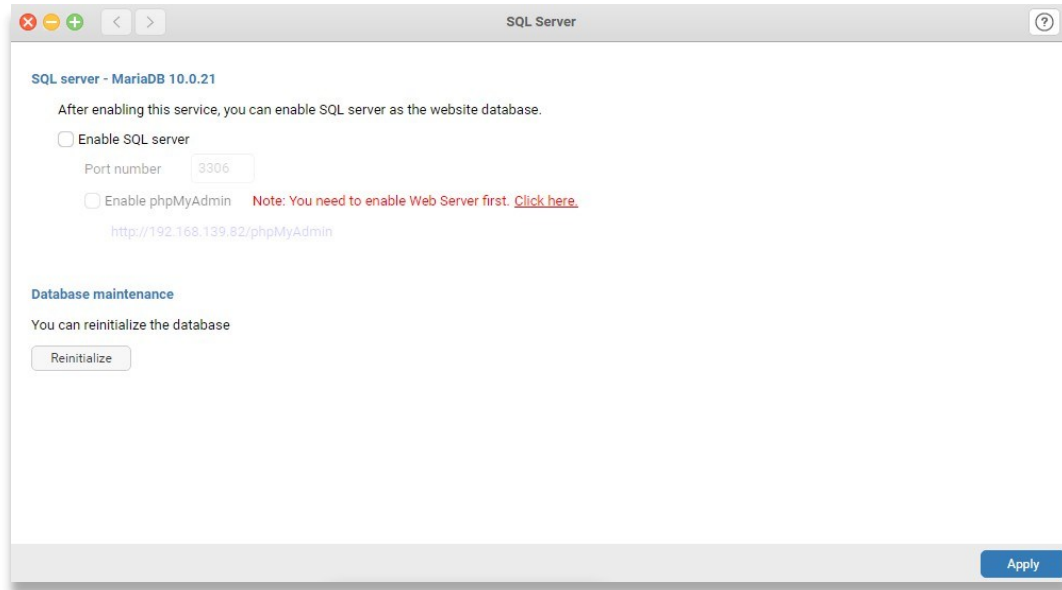 SQL Server
?
SQL server - MariaDB 10.0.21
After enabling this service, you can enable SQL server as the website database.
Enable SQL server
Port number 3306
Enable phpMyAdmin Note: You need to enable Web Server first. Click here.
http://192.168.139.82/phpMyAdmin
Database maintenance
You can reinitialize the database
Reinitialize
Apply